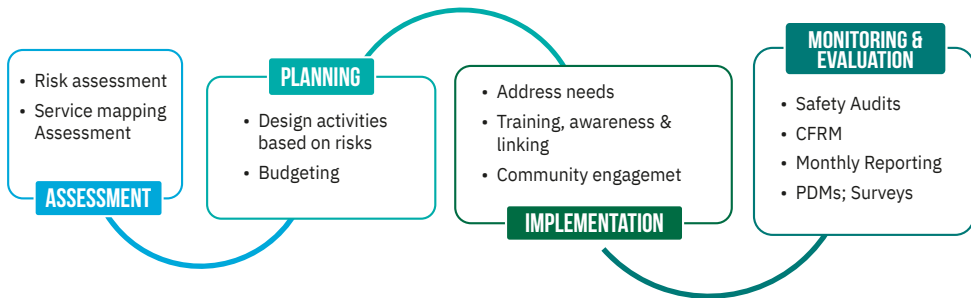 • Risk assessment
• Service mapping
Assessment
ASSESSMENT
PLANNING
• Design activities
based on risks
• Budgeting
• Address needs
• Training, awareness &
linking
• Community engagemet
IMPLEMENTATION
MONITORING &
EVALUATION
• Safety Audits
• CFRM
• Monthly Reporting
• PDMs; Surveys